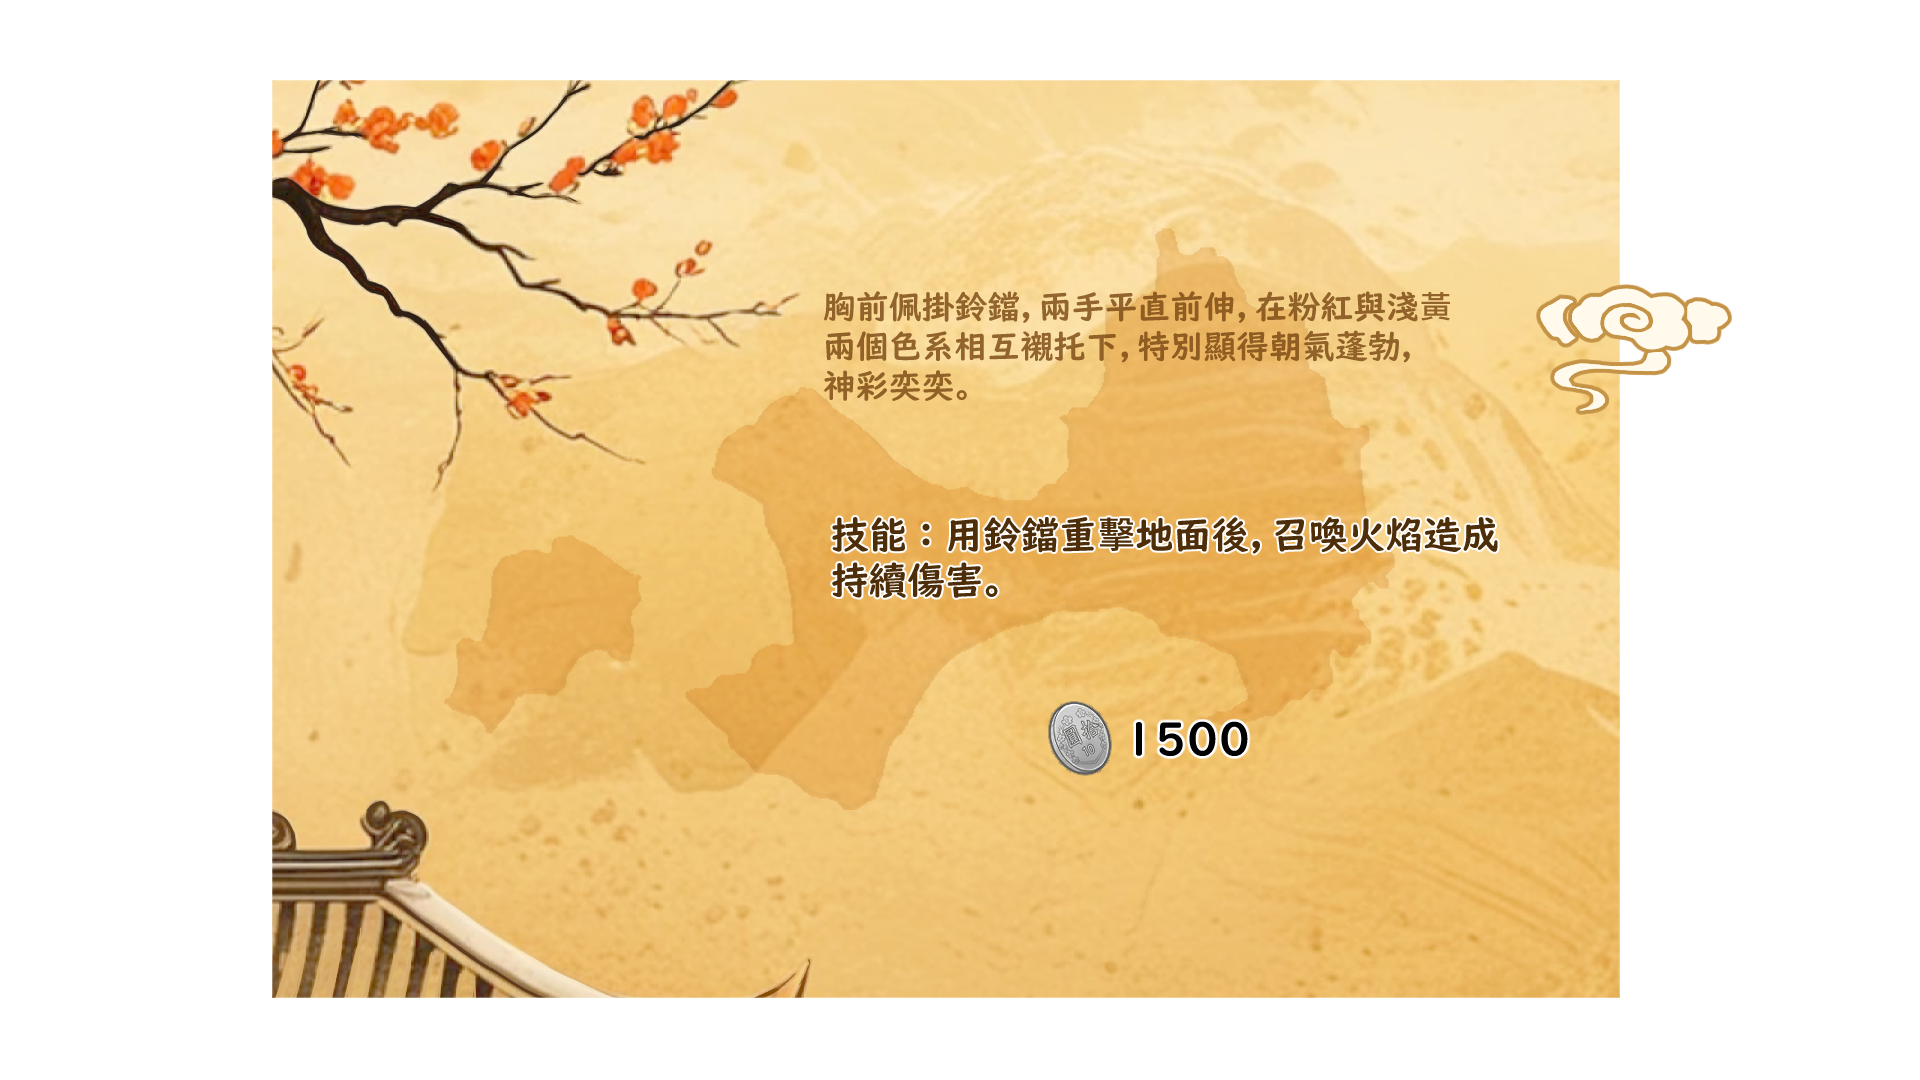 胸前佩掛鈴鐺，兩手平直前伸，在粉紅與淺黃
兩個色系相互襯托下，特別顯得朝氣蓬勃，
神彩奕奕。
技能：用鈴鐺重擊地面後，召喚火焰造成
持續傷害。
拾圓
10
1500